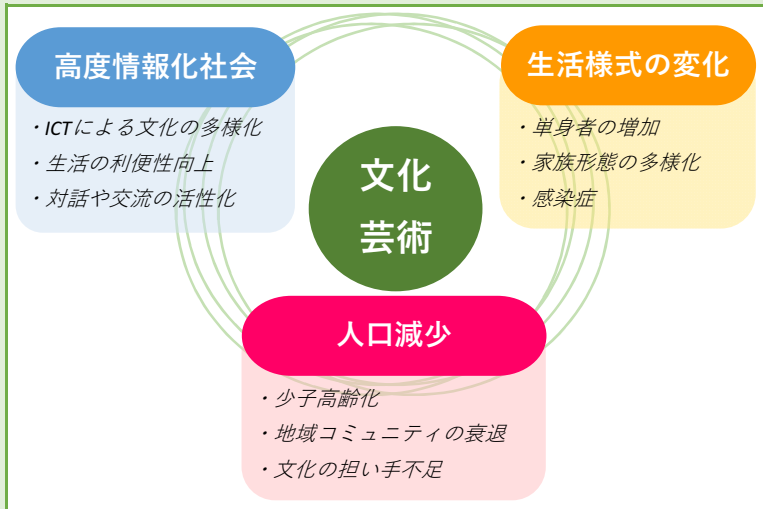 高度情報化社会
・ICTによる文化の多様化
・生活の利便性向上
・対話や交流の活性化
生活様式の変化
・単身者の増加
・家族形態の多様化
・感染症
文化
芸術
人口減少
・少子高齢化
・地域コミュニティの衰退
・文化の担い手不足